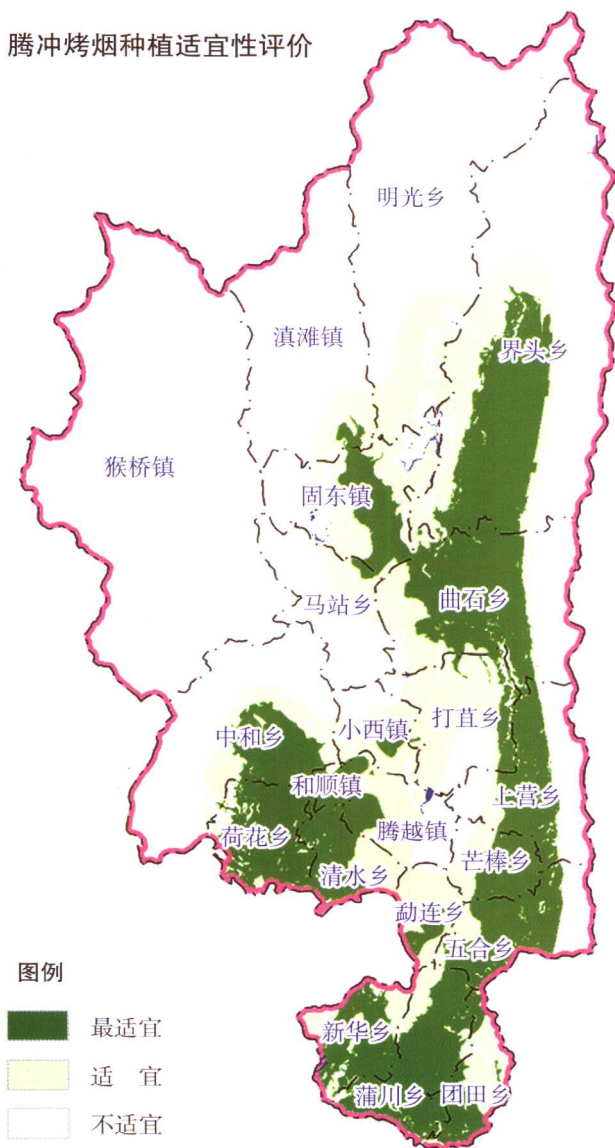 腾冲烤烟种植适宜性评价
明光乡
滇滩镇
界头乡
猴桥镇
固东镇
马站乡
曲石乡
中和乡
小西镇
打苴乡
和顺镇
上营乡
荷花乡
腾越镇
清水乡
芒棒乡
勐连乡
五合乡
图例
最适宜
适 宜
不适宜
新华乡
蒲川乡
团田乡